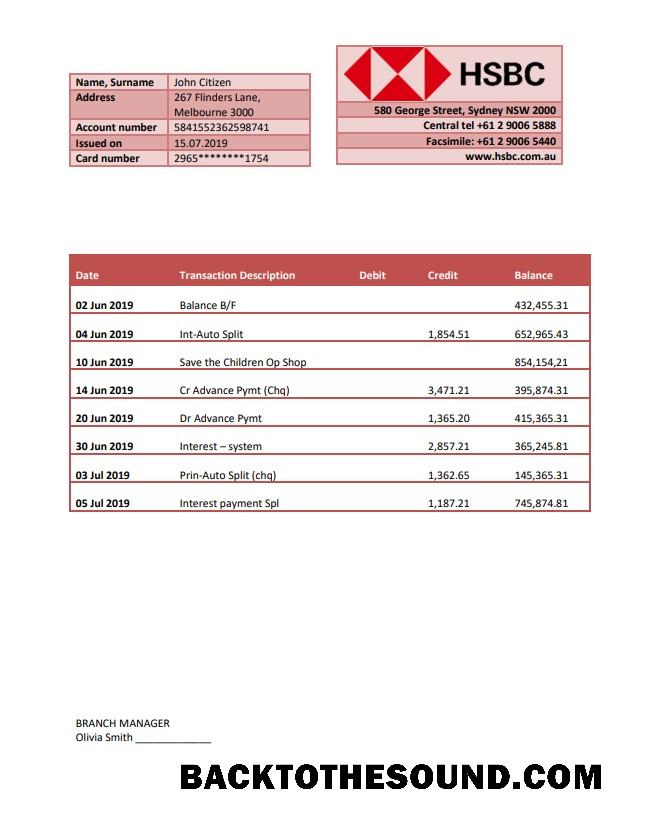 Name, Surname John Citizen
Address 267 Flinders Lane,
Melbourne 3000
Account number 5841552362598741
Issued on 15.07.2019
Card number 2965********1754
HSBC
580 George Street, Sydney NSW 2000
Central tel +61 2 9006 5888
Facsimile: +61 2 9006 5440
www.hsbc.com.au
Date Transaction Description Debit Credit Balance
02 Jun 2019 Balance B/F 432,455.31
04 Jun 2019 Int-Auto Split 1,854.51 652,965.43
10 Jun 2019 Save the Children Op Shop 854,154,21
14 Jun 2019 Cr Advance Pymt (Chq) 3,471.21 395,874.31
20 Jun 2019 Dr Advance Pymt 1,365.20 415,365.31
30 Jun 2019 Interest – system 2,857.21 365,245.81
03 Jul 2019 Prin-Auto Split (chq) 1,362.65 145,365.31
05 Jul 2019 Interest payment Spl 1,187.21 745,874.81
BRANCH MANAGER
Olivia Smith _____________
BACKTOTHESOUND.COM